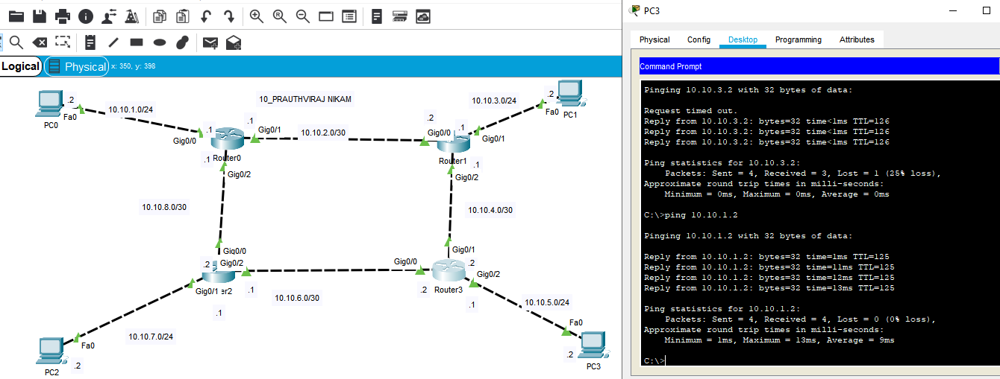 PC3
Physical Config Desktop Programming Attributes
Command Prompt
Logical Physical x: 350, y: 398
10_PRAUTHVIRAJ NIKAM
.2
Fa0
PC0
10.10.1.0/24
.1
Gig0/0
.1
Gig0/1
Router0
.1
Gig0/2
10.10.2.0/30
.2
Gig0/0
.1
Gig0/1
Router1
.1
Gig0/2
10.10.3.0/24
.2
Fa0
PC1
10.10.8.0/30
10.10.4.0/30
Gig0/0
.2
Gig0/2
Gig0/1
er2
.1
.1
10.10.6.0/30
Gig0/0
Gig0/1
.2
Gig0/2
.2
Router3
.1
10.10.5.0/24
Fa0
.2
PC3
10.10.7.0/24
Fa0
.2
PC2
Pinging 10.10.3.2 with 32 bytes of data:
Request timed out.
Reply from 10.10.3.2: bytes=32 time<1ms TTL=126
Reply from 10.10.3.2: bytes=32 time<1ms TTL=126
Reply from 10.10.3.2: bytes=32 time<1ms TTL=126
Ping statistics for 10.10.3.2:
Packets: Sent = 4, Received = 3, Lost = 1 (25% loss),
Approximate round trip times in milli-seconds:
Minimum = 0ms, Maximum = 0ms, Average = 0ms
C:\>ping 10.10.1.2
Pinging 10.10.1.2 with 32 bytes of data:
Reply from 10.10.1.2: bytes=32 time=1ms TTL=125
Reply from 10.10.1.2: bytes=32 time=11ms TTL=125
Reply from 10.10.1.2: bytes=32 time=12ms TTL=125
Reply from 10.10.1.2: bytes=32 time=13ms TTL=125
Ping statistics for 10.10.1.2:
Packets: Sent = 4, Received = 4, Lost = 0 (0% loss),
Approximate round trip times in milli-seconds:
Minimum = 1ms, Maximum = 13ms, Average = 9ms
C:\>